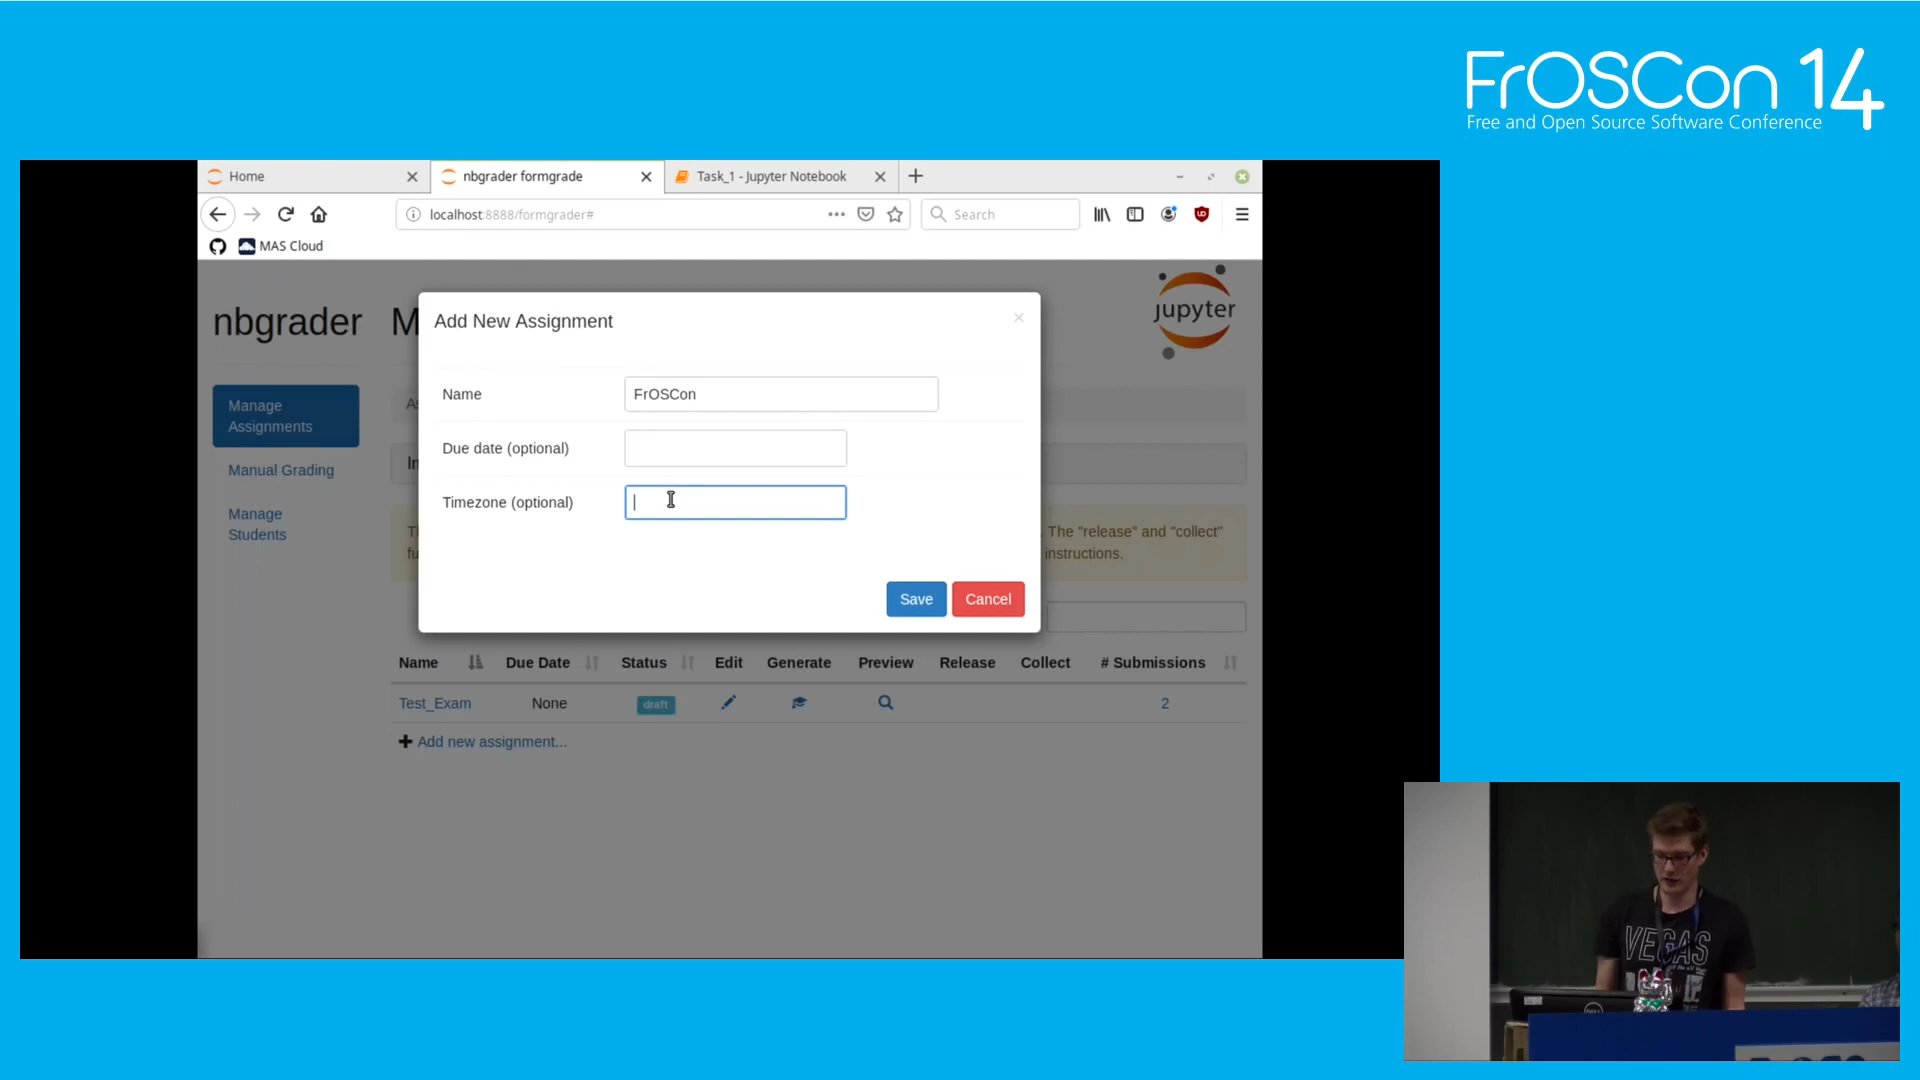 FrOSCon 14
Free and Open Source Software Conference
Home
nbgrader formgrade
Task_1 - Jupyter Notebook
localhost:8888/formgrader#
Search
MAS Cloud
nbgrader
M
jupyter
Add New Assignment
Name
FrOSCon
Due date (optional)
Timezone (optional)
Save
Cancel
Manage
Assignments
Manual Grading
Manage
Students
The "release" and "collect"
instructions.
Name
Due Date
Status
Edit
Generate
Preview
Release
Collect
# Submissions
Test_Exam
None
draft
2
Add new assignment...
VEGAS
DELL